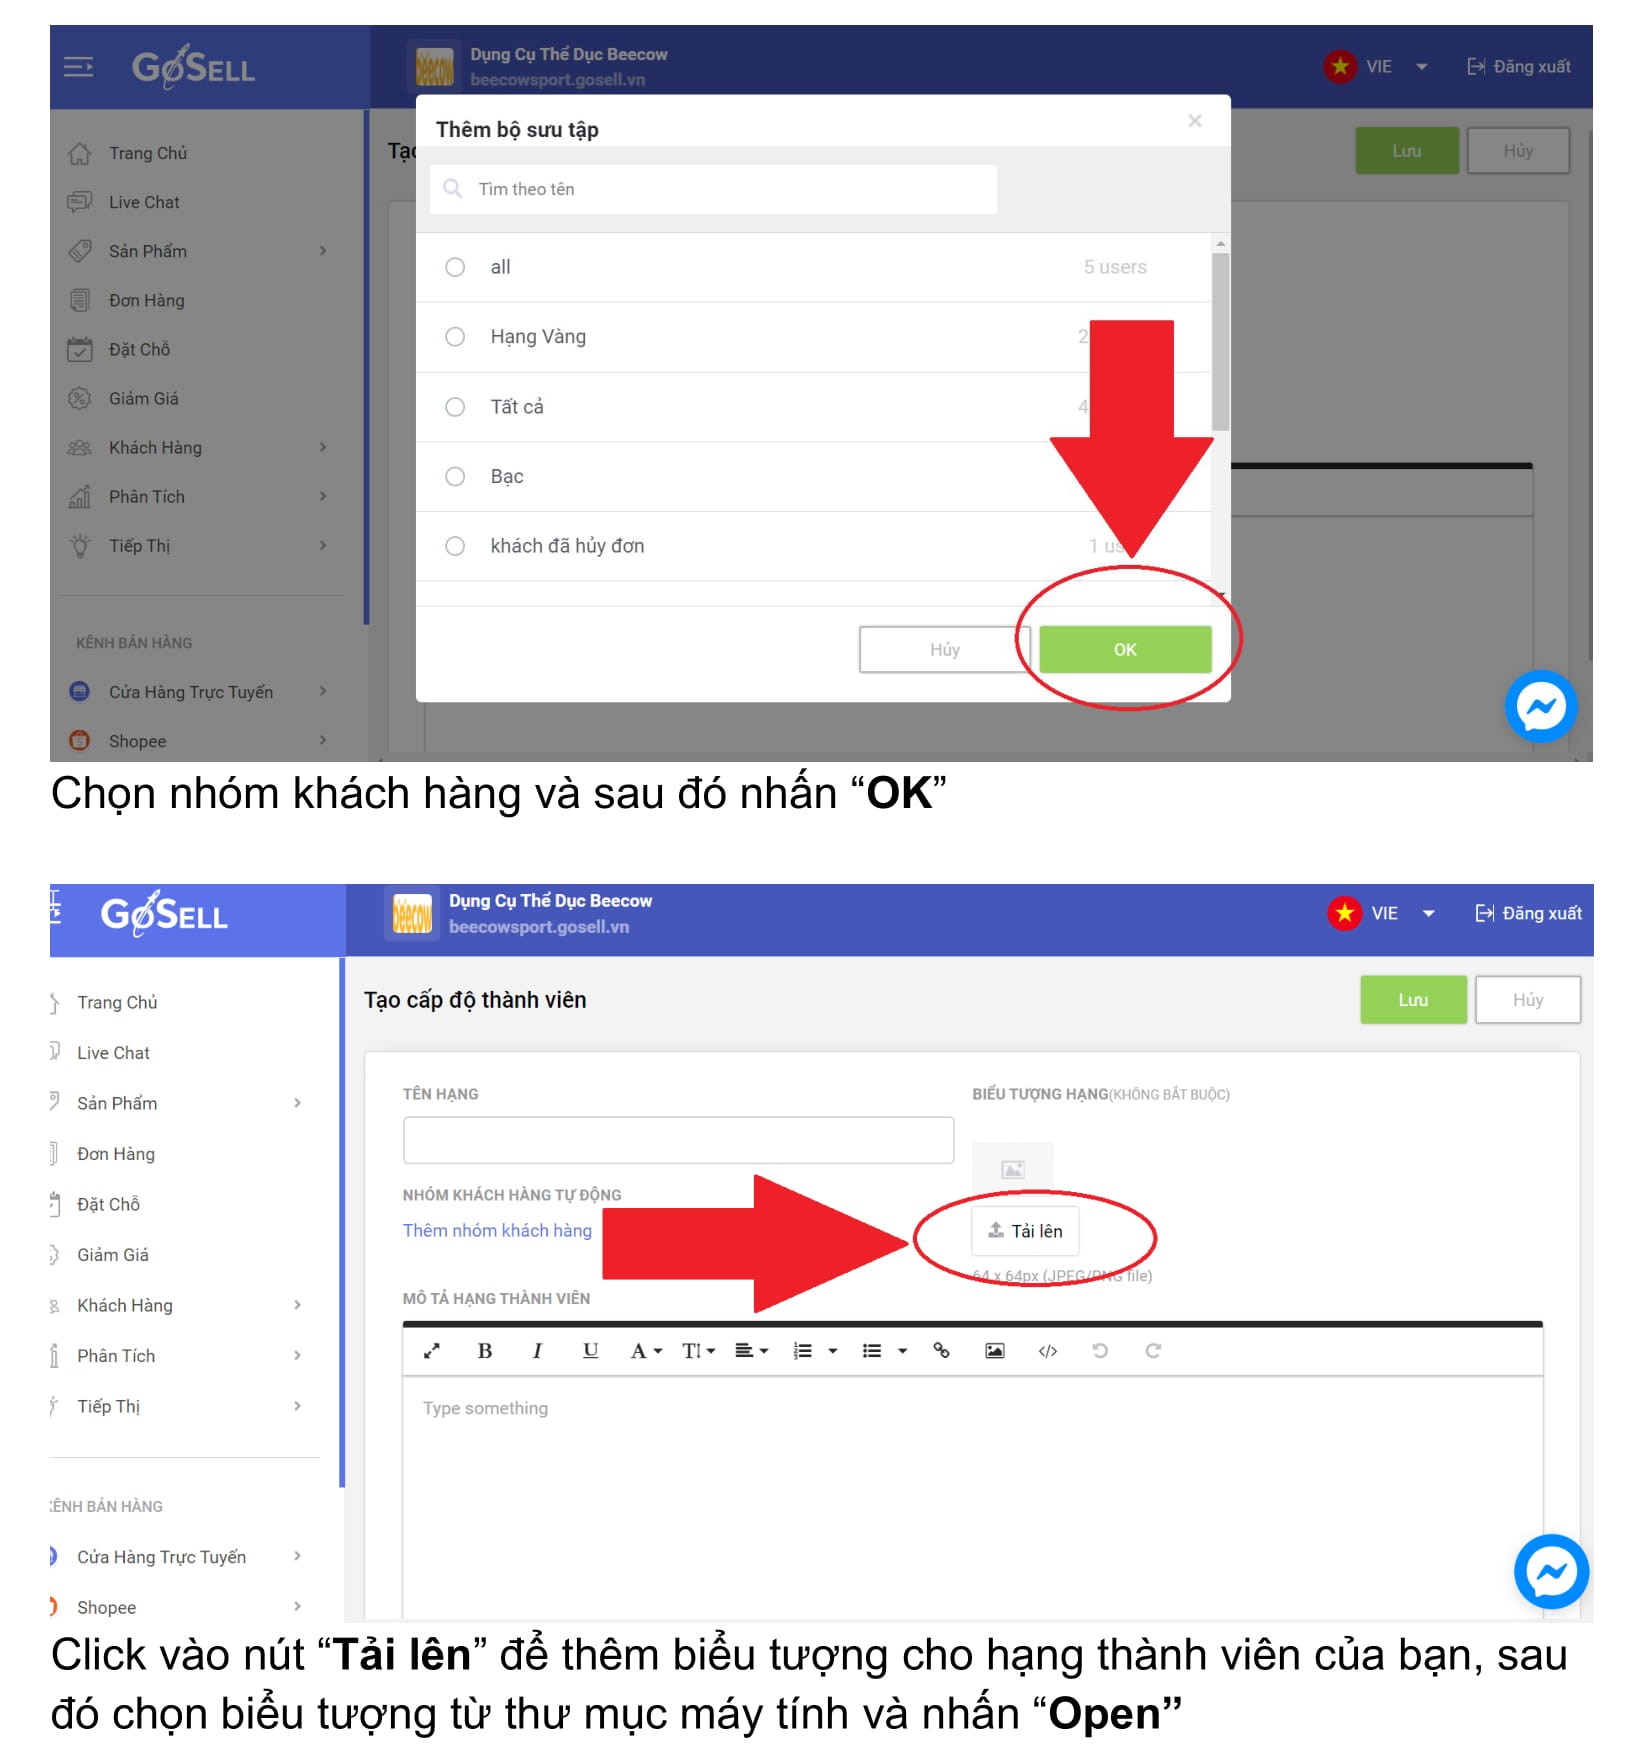 GoSELL
Dụng Cụ Thể Dục Beecow
beecowsport.gosell.vn
VIE
Đăng xuất
Trang Chủ
Live Chat
Sản Phẩm
Đơn Hàng
Đặt Chỗ
Giảm Giá
Khách Hàng
Phân Tích
Tiếp Thị
KÊNH BÁN HÀNG
Cửa Hàng Trực Tuyến
Shopee
Lưu
Hủy
Thêm bộ sưu tập
Tìm theo tên
all 5 users
Hạng Vàng 2
Tất cả 4
Bạc
khách đã hủy đơn 1
Hủy OK
Chọn nhóm khách hàng và sau đó nhấn “OK”
GoSELL
Dụng Cụ Thể Dục Beecow
beecowsport.gosell.vn
VIE
Đăng xuất
Trang Chủ
Live Chat
Sản Phẩm
Đơn Hàng
Đặt Chỗ
Giảm Giá
Khách Hàng
Phân Tích
Tiếp Thị
KÊNH BÁN HÀNG
Cửa Hàng Trực Tuyến
Shopee
Tạo cấp độ thành viên
Lưu
Hủy
TÊN HẠNG
BIỂU TƯỢNG HẠNG(KHÔNG BẮT BUỘC)
NHÓM KHÁCH HÀNG TỰ ĐỘNG
Thêm nhóm khách hàng
Tải lên
64 x 64px (JPEG/PNG file)
MÔ TẢ HẠNG THÀNH VIÊN
Type something
Click vào nút “Tải lên” để thêm biểu tượng cho hạng thành viên của bạn, sau
đó chọn biểu tượng từ thư mục máy tính và nhấn “Open”